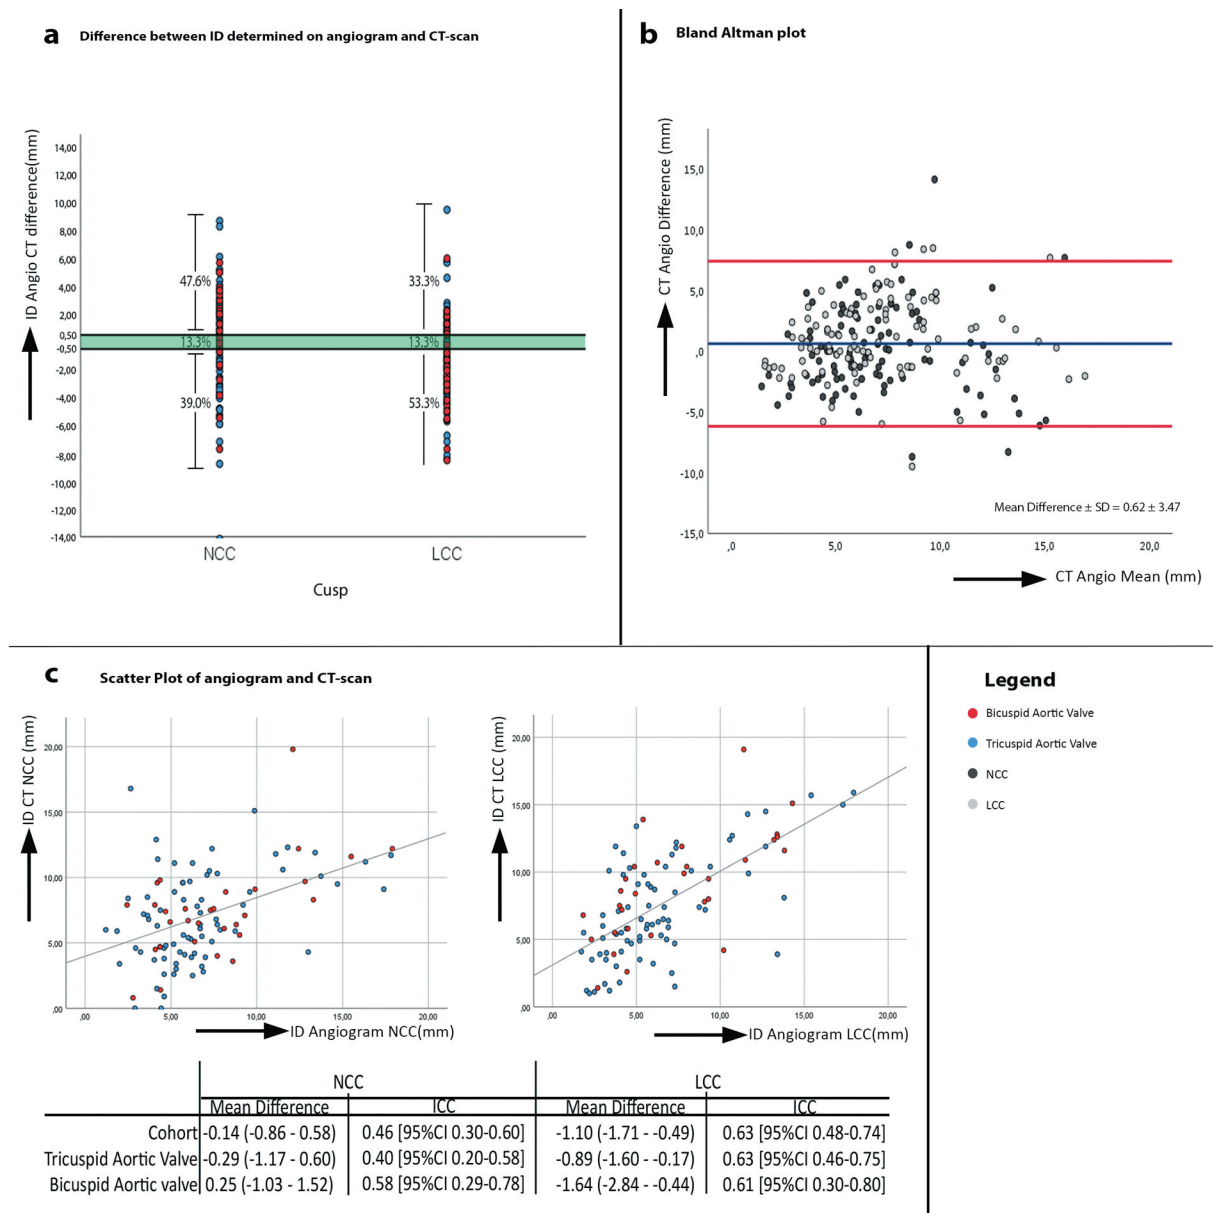 a Difference between ID determined on angiogram and CT-scan
ID Angio CT difference(mm)
14,00
12,00
10,00
8,00
6,00
4,00
2,00
0,50
-0,50
-2,00
-4,00
-6,00
-8,00
-10,00
-12,00
-14,00
47.6%
13.3%
39.0%
33.3%
13.3%
53.3%
NCC LCC
Cusp
b Bland Altman plot
CT Angio Difference (mm)
15,0
10,0
5,0
,0
-5,0
-10,0
-15,0
Mean Difference ± SD = 0.62 ± 3.47
,0 5,0 10,0 15,0 20,0
CT Angio Mean (mm)
c Scatter Plot of angiogram and CT-scan
ID CT NCC (mm)
20,00
15,00
10,00
5,00
,00
,00 5,00 10,00 15,00 20,00
ID Angiogram NCC(mm)
ID CT LCC (mm)
20,00
15,00
10,00
5,00
,00
,00 5,00 10,00 15,00 20,00
ID Angiogram LCC(mm)
Legend
Bicuspid Aortic Valve
Tricuspid Aortic Valve
NCC
LCC
NCC LCC
Mean Difference ICC Mean Difference ICC
Cohort -0.14 (-0.86 - 0.58) 0.46 [95%CI 0.30-0.60] -1.10 (-1.71 - -0.49) 0.63 [95%CI 0.48-0.74]
Tricuspid Aortic Valve -0.29 (-1.17 - 0.60) 0.40 [95%CI 0.20-0.58] -0.89 (-1.60 - -0.17) 0.63 [95%CI 0.46-0.75]
Bicuspid Aortic valve 0.25 (-1.03 - 1.52) 0.58 [95%CI 0.29-0.78] -1.64 (-2.84 - -0.44) 0.61 [95%CI 0.30-0.80]